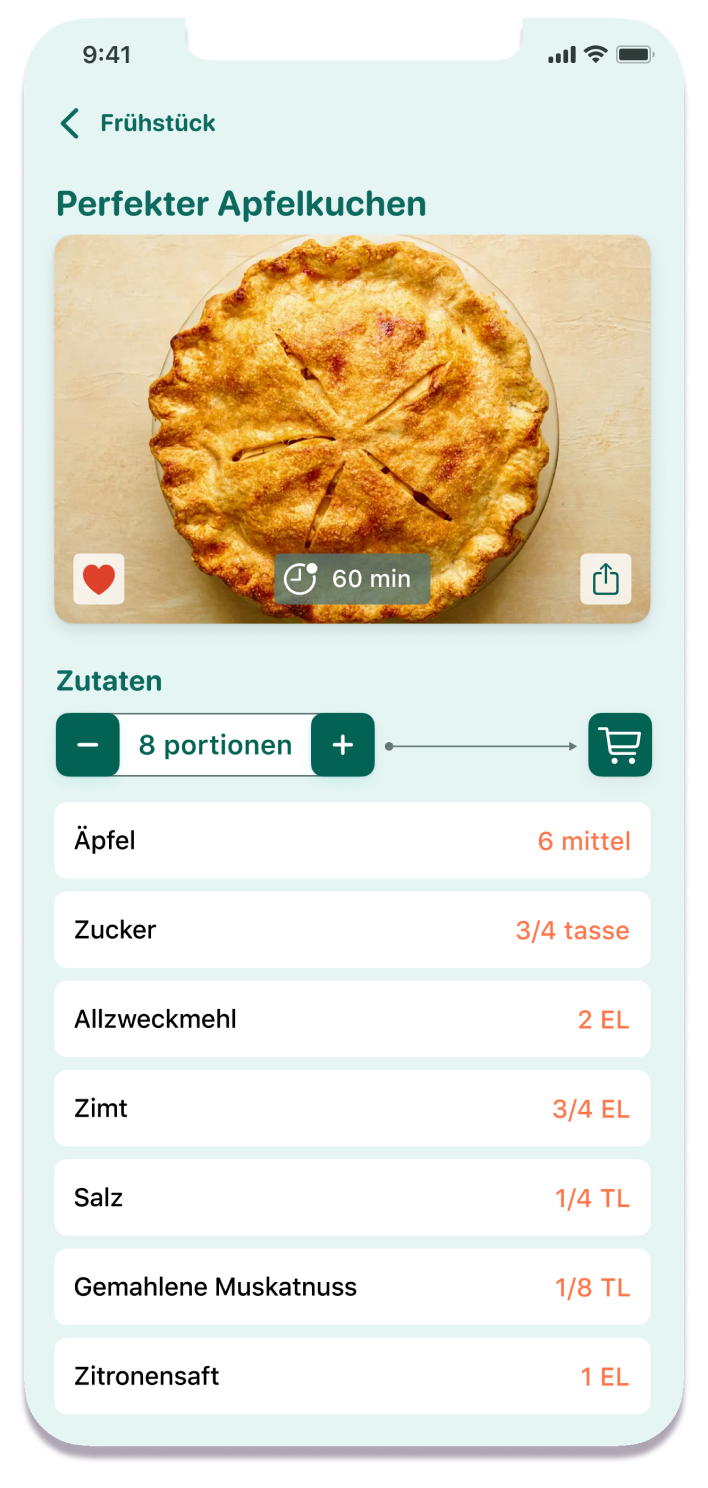 9:41
Frühstück
Perfekter Apfelkuchen
60 min
Zutaten
8 portionen
Äpfel 6 mittel
Zucker 3/4 tasse
Allzweckmehl 2 EL
Zimt 3/4 EL
Salz 1/4 TL
Gemahlene Muskatnuss 1/8 TL
Zitronensaft 1 EL